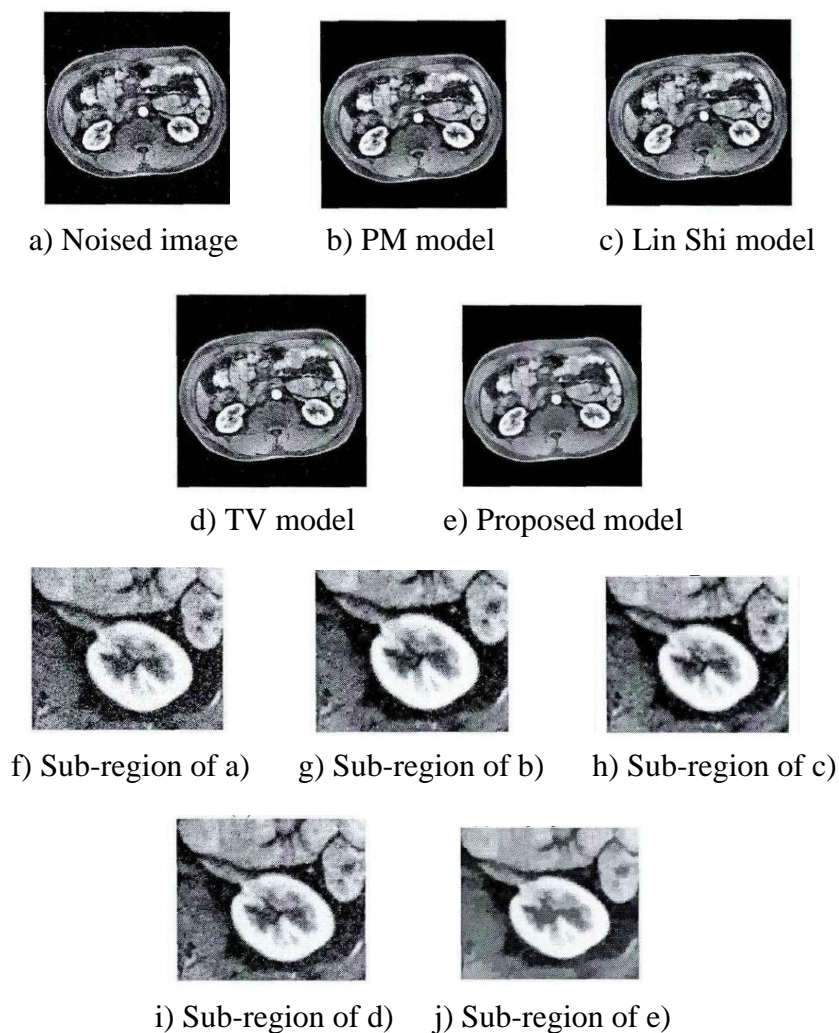 a) Noised image b) PM model c) Lin Shi model
d) TV model e) Proposed model
f) Sub-region of a) g) Sub-region of b) h) Sub-region of c)
i) Sub-region of d) j) Sub-region of e)